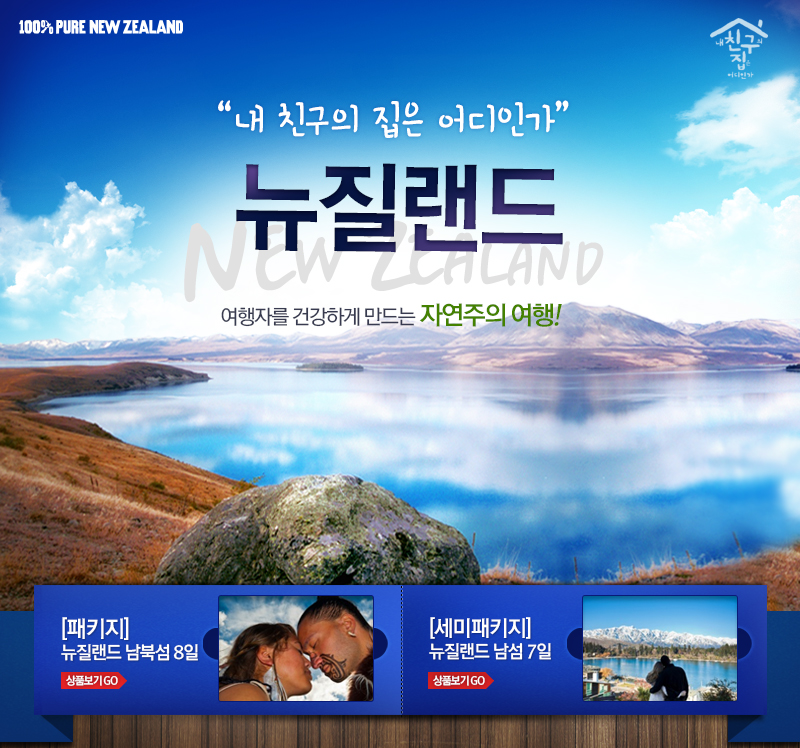 100% PURE NEW ZEALAND
내 친구의 집은 어디인가
“내 친구의 집은 어디인가”
뉴질랜드
NEW ZEALAND
여행자를 건강하게 만드는 자연주의 여행!
[패키지]
뉴질랜드 남북섬 8일
상품보기 GO
[세미패키지]
뉴질랜드 남섬 7일
상품보기 GO